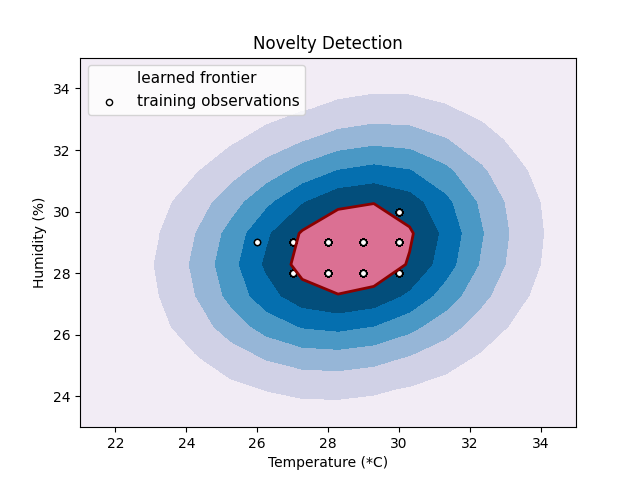 Novelty Detection
learned frontier
training observations
34
32
30
28
26
24
Humidity (%)
22 24 26 28 30 32 34
Temperature (*C)